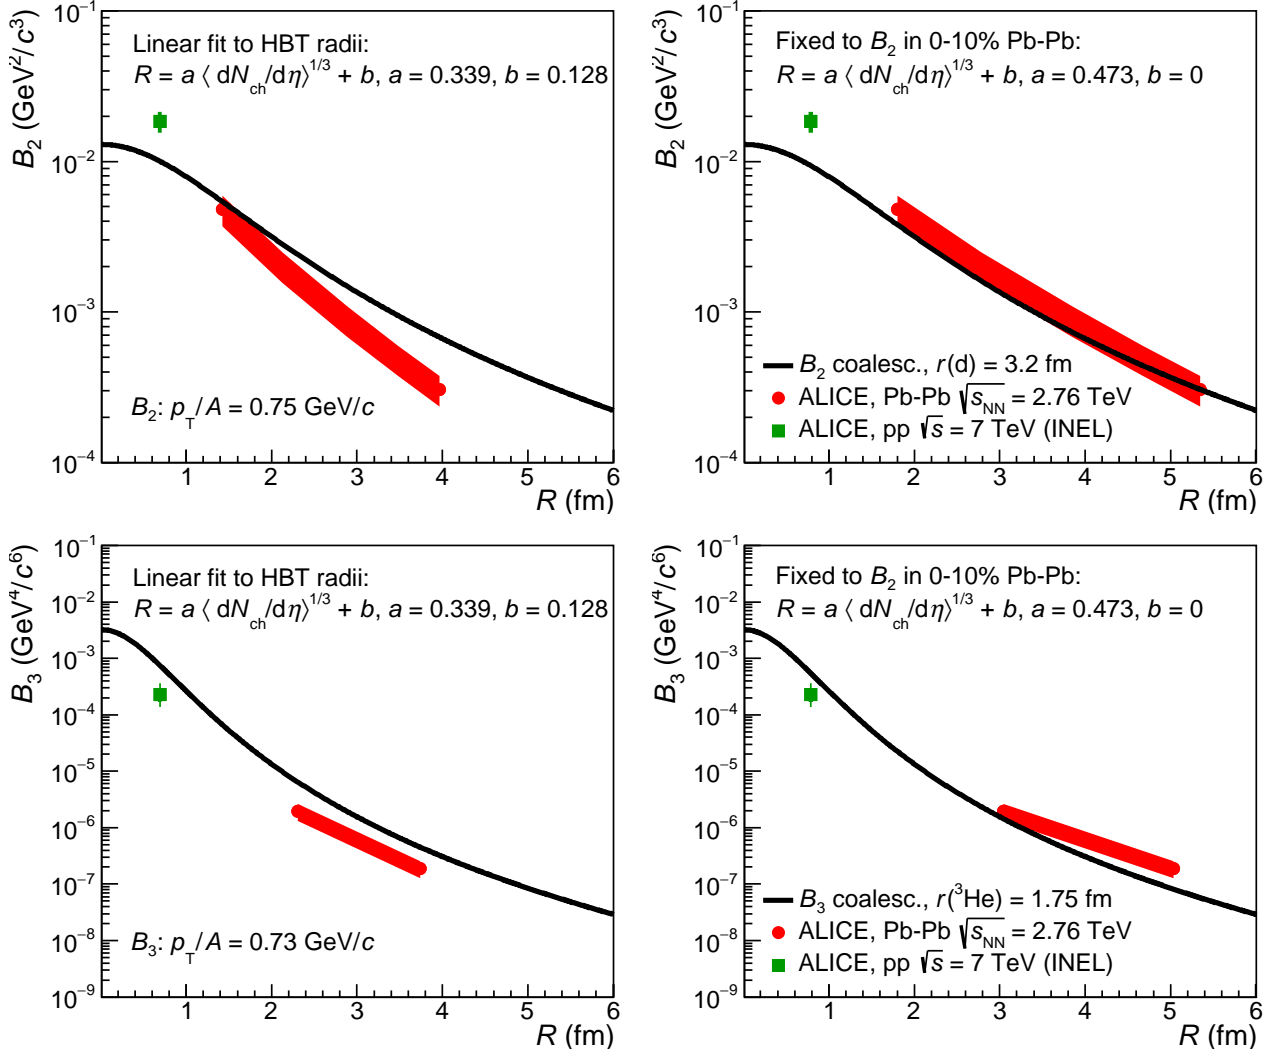 10⁻¹
10⁻²
10⁻³
10⁻⁴
B₂ (GeV²/c³)
Linear fit to HBT radii:
R = a ⟨ dN_ch/dη⟩^1/3 + b, a = 0.339, b = 0.128
B₂: p_T/A = 0.75 GeV/c
1 2 3 4 5 6
R (fm)
10⁻¹
10⁻²
10⁻³
10⁻⁴
B₂ (GeV²/c³)
Fixed to B₂ in 0-10% Pb-Pb:
R = a ⟨ dN_ch/dη⟩^1/3 + b, a = 0.473, b = 0
B₂ coalesc., r(d) = 3.2 fm
ALICE, Pb-Pb √s_NN = 2.76 TeV
ALICE, pp √s = 7 TeV (INEL)
1 2 3 4 5 6
R (fm)
10⁻¹
10⁻²
10⁻³
10⁻⁴
10⁻⁵
10⁻⁶
10⁻⁷
10⁻⁸
10⁻⁹
B₃ (GeV⁴/c⁶)
Linear fit to HBT radii:
R = a ⟨ dN_ch/dη⟩^1/3 + b, a = 0.339, b = 0.128
B₃: p_T/A = 0.73 GeV/c
1 2 3 4 5 6
R (fm)
10⁻¹
10⁻²
10⁻³
10⁻⁴
10⁻⁵
10⁻⁶
10⁻⁷
10⁻⁸
10⁻⁹
B₃ (GeV⁴/c⁶)
Fixed to B₂ in 0-10% Pb-Pb:
R = a ⟨ dN_ch/dη⟩^1/3 + b, a = 0.473, b = 0
B₃ coalesc., r(³He) = 1.75 fm
ALICE, Pb-Pb √s_NN = 2.76 TeV
ALICE, pp √s = 7 TeV (INEL)
1 2 3 4 5 6
R (fm)